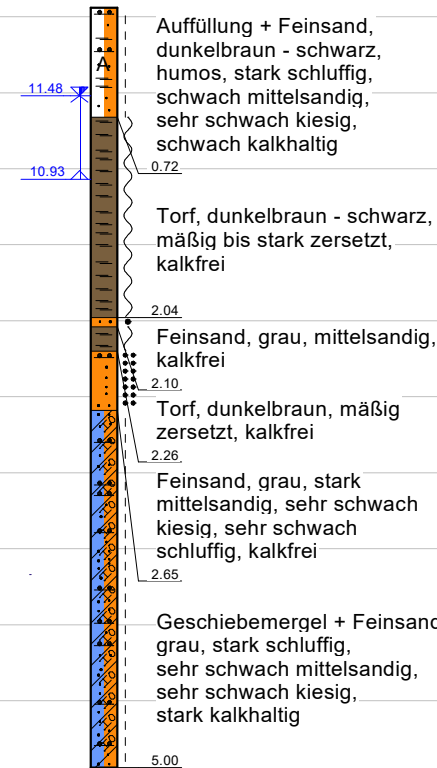 Auffüllung + Feinsand,
dunkelbraun - schwarz,
humos, stark schluffig,
schwach mittelsandig,
sehr schwach kiesig,
schwach kalkhaltig
A
11.48
0.72
10.93
Torf, dunkelbraun - schwarz,
mäßig bis stark zersetzt,
kalkfrei
2.04
Feinsand, grau, mittelsandig,
kalkfrei
2.10
Torf, dunkelbraun, mäßig
zersetzt, kalkfrei
2.26
Feinsand, grau, stark
mittelsandig, sehr schwach
kiesig, sehr schwach
schluffig, kalkfrei
2.65
Geschiebemergel + Feinsand
grau, stark schluffig,
sehr schwach mittelsandig,
sehr schwach kiesig,
stark kalkhaltig
5.00